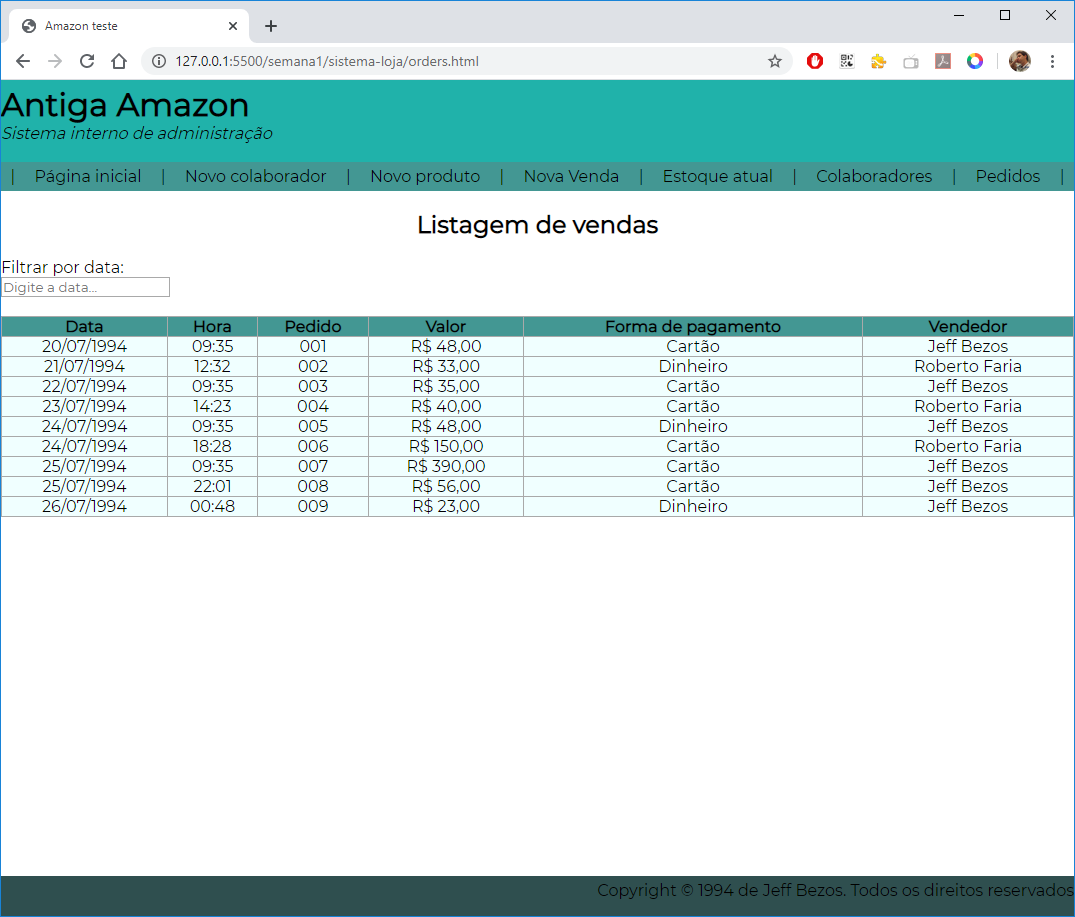 Amazon teste
127.0.0.1:5500/semana1/sistema-loja/orders.html
Antiga Amazon
Sistema interno de administração
| Página inicial | Novo colaborador | Novo produto | Nova Venda | Estoque atual | Colaboradores | Pedidos |
Listagem de vendas
Filtrar por data:
Digite a data...
Data Hora Pedido Valor Forma de pagamento Vendedor
20/07/1994 09:35 001 R$ 48,00 Cartão Jeff Bezos
21/07/1994 12:32 002 R$ 33,00 Dinheiro Roberto Faria
22/07/1994 09:35 003 R$ 35,00 Cartão Jeff Bezos
23/07/1994 14:23 004 R$ 40,00 Cartão Roberto Faria
24/07/1994 09:35 005 R$ 48,00 Dinheiro Jeff Bezos
24/07/1994 18:28 006 R$ 150,00 Cartão Roberto Faria
25/07/1994 09:35 007 R$ 390,00 Cartão Jeff Bezos
25/07/1994 22:01 008 R$ 56,00 Cartão Jeff Bezos
26/07/1994 00:48 009 R$ 23,00 Dinheiro Jeff Bezos
Copyright © 1994 de Jeff Bezos. Todos os direitos reservados